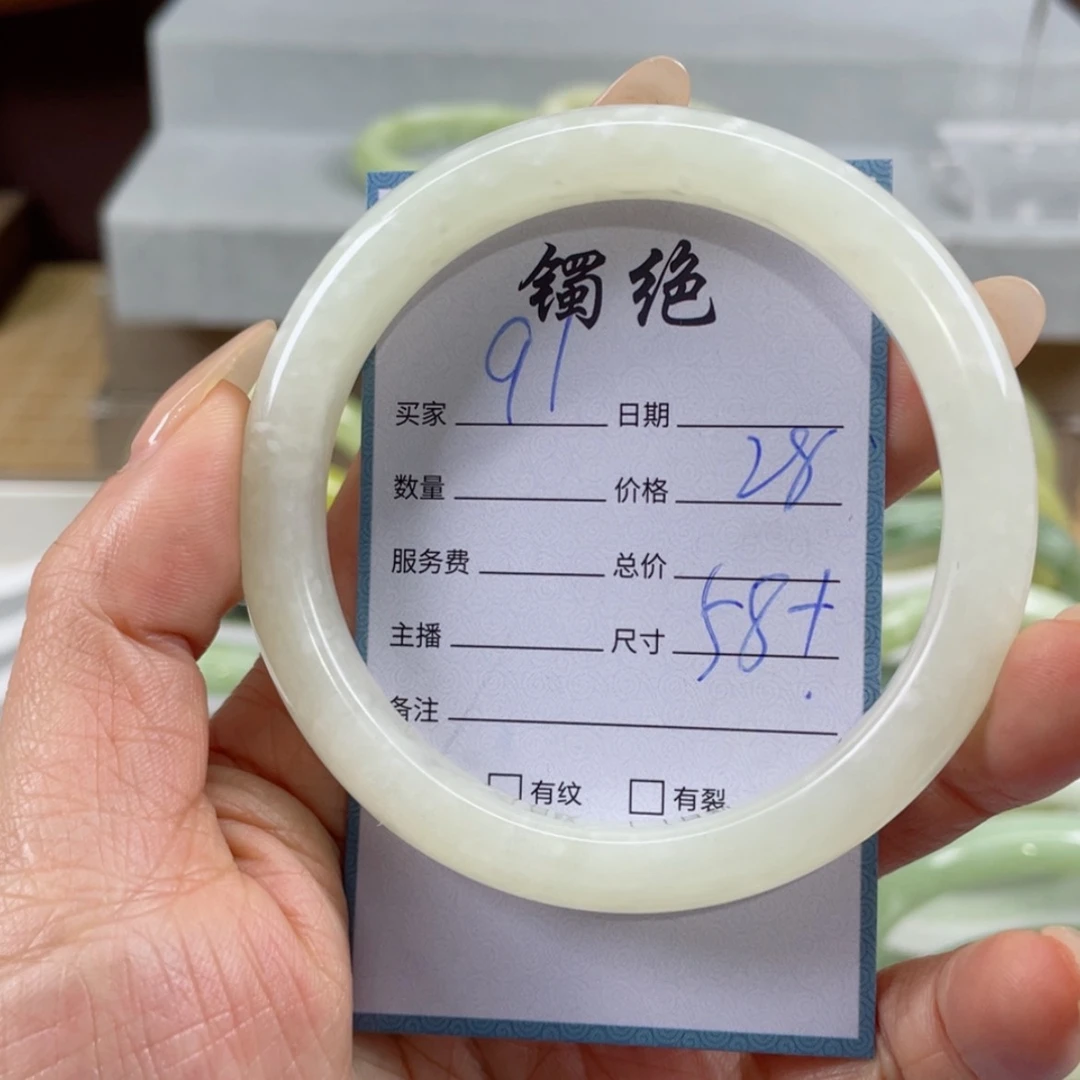 镯绝
91
买家 日期
数量 价格 28
服务费 总价
主播 尺寸 58+
备注
有纹 有裂